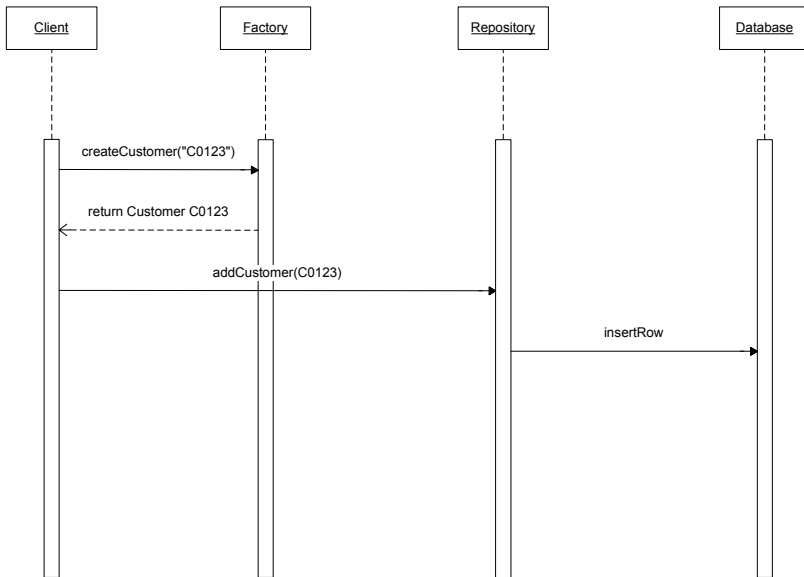 Client
Factory
Repository
Database
createCustomer("C0123")
return Customer C0123
addCustomer(C0123)
insertRow